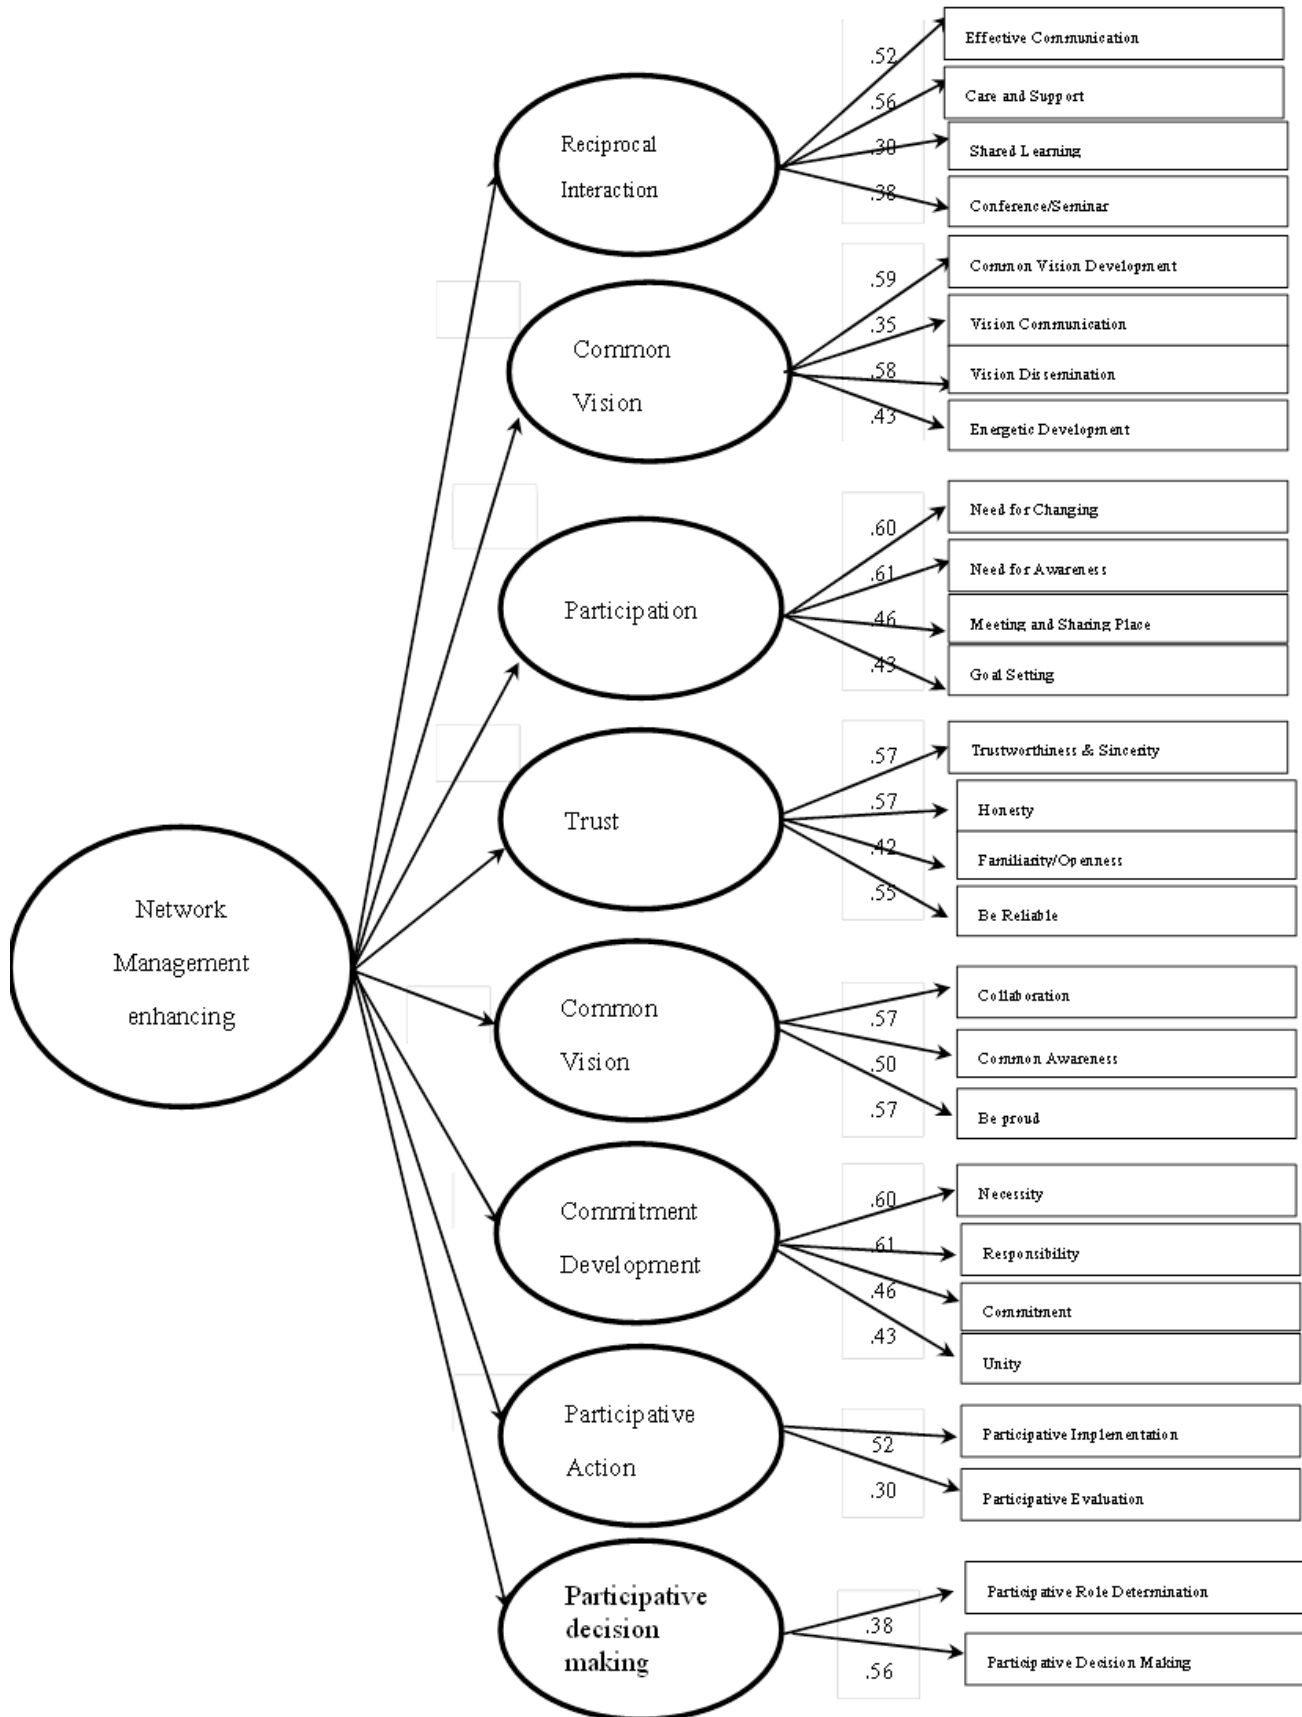 Effective Communication
.52
Care and Support
.56
Reciprocal
Interaction
.30
Shared Learning
.38
Conference/Seminar
Common Vision Development
.59
Vision Communication
.35
Common
Vision
.58
Vision Dissemination
.43
Energetic Development
Need for Changing
.60
Need for Awareness
.61
Participation
.46
Meeting and Sharing Place
.43
Goal Setting
Trustworthiness & Sincerity
.57
Honesty
.57
Trust
.42
Familiarity/Openness
.55
Be Reliable
Network
Management
enhancing
Collaboration
.57
Common
Vision
.50
Common Awareness
.57
Be proud
Necessity
.60
Commitment
Development
.61
Responsibility
.46
Commitment
.43
Unity
Participative
Action
52
Participative Implementation
.30
Participative Evaluation
Participative
decision
making
.38
Participative Role Determination
.56
Participative Decision Making